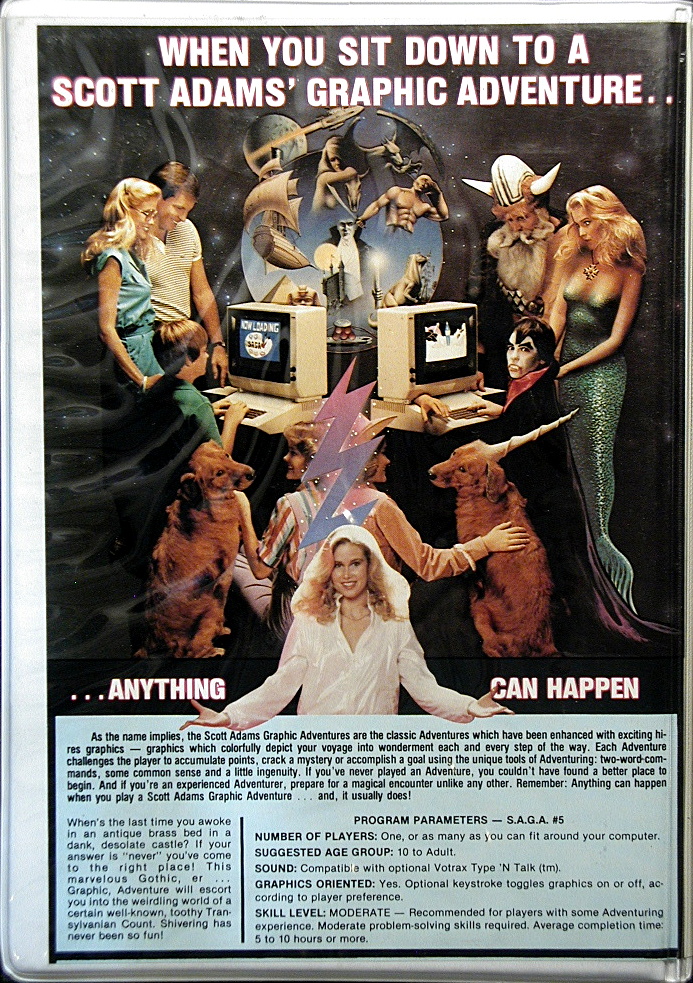 WHEN YOU SIT DOWN TO A
SCOTT ADAMS' GRAPHIC ADVENTURE. .
NOW LOADING
SAGA
. . .ANYTHING
CAN HAPPEN
As the name implies, the Scott Adams Graphic Adventures are the classic Adventures which have been enhanced with exciting hi-
res graphics — graphics which colorfully depict your voyage into wonderment each and every step of the way. Each Adventure
challenges the player to accumulate points, crack a mystery or accomplish a goal using the unique tools of Adventuring: two-word-com-
mands, some common sense and a little ingenuity. If you've never played an Adventure, you couldn't have found a better place to
begin. And if you're an experienced Adventurer, prepare for a magical encounter unlike any other. Remember: Anything can happen
when you play a Scott Adams Graphic Adventure . . . and, it usually does!
When's the last time you awoke
in an antique brass bed in a
dank, desolate castle? If your
answer is "never" you've come
to the right place! This
marvelous Gothic, er ...
Graphic, Adventure will escort
you into the weirdling world of a
certain well-known, toothy Tran-
sylvanian Count. Shivering has
never been so fun!
PROGRAM PARAMETERS — S.A.G.A. #5
NUMBER OF PLAYERS: One, or as many as you can fit around your computer.
SUGGESTED AGE GROUP: 10 to Adult.
SOUND: Compatible with optional Votrax Type 'N Talk (tm).
GRAPHICS ORIENTED: Yes. Optional keystroke toggles graphics on or off, ac-
cording to player preference.
SKILL LEVEL: MODERATE — Recommended for players with some Adventuring
experience. Moderate problem-solving skills required. Average completion time:
5 to 10 hours or more.